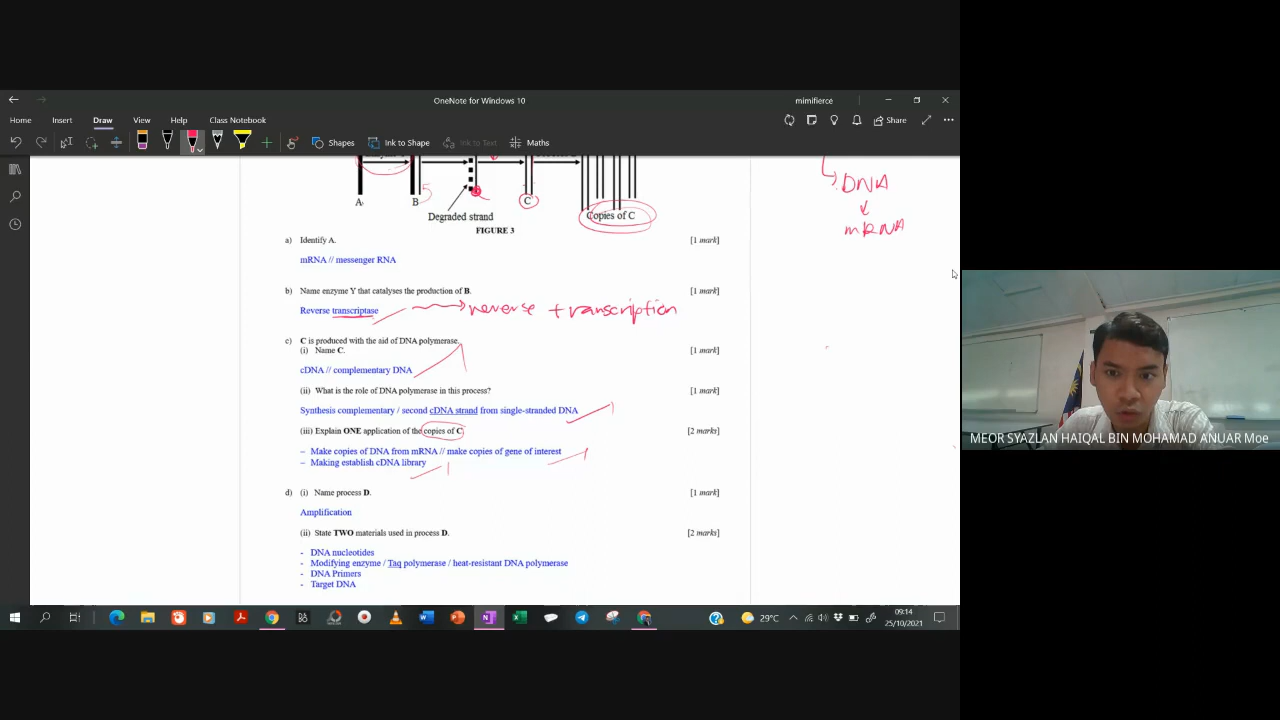 OneNote for Windows 10
mimifierce
Home Insert Draw View Help Class Notebook
Share
Shapes Ink to Shape Ink to Text Maths
A B 5 C
Copies of C
Degraded strand
FIGURE 3
DNA
mRNA
a) Identify A. [1 mark]
mRNA // messenger RNA
b) Name enzyme Y that catalyses the production of B. [1 mark]
Reverse transcriptase reverse transcription
c) C is produced with the aid of DNA polymerase.
(i) Name C. [1 mark]
cDNA // complementary DNA
(ii) What is the role of DNA polymerase in this process? [1 mark]
Synthesis complementary / second cDNA strand from single-stranded DNA
(iii) Explain ONE application of the copies of C. [2 marks]
– Make copies of DNA from mRNA // make copies of gene of interest
– Making establish cDNA library
d) (i) Name process D. [1 mark]
Amplification
(ii) State TWO materials used in process D. [2 marks]
- DNA nucleotides
- Modifying enzyme / Taq polymerase / heat-resistant DNA polymerase
- DNA Primers
- Target DNA
29°C
09:14
25/10/2021
MEOR SYAZLAN HAIQAL BIN MOHAMAD ANUAR Moe